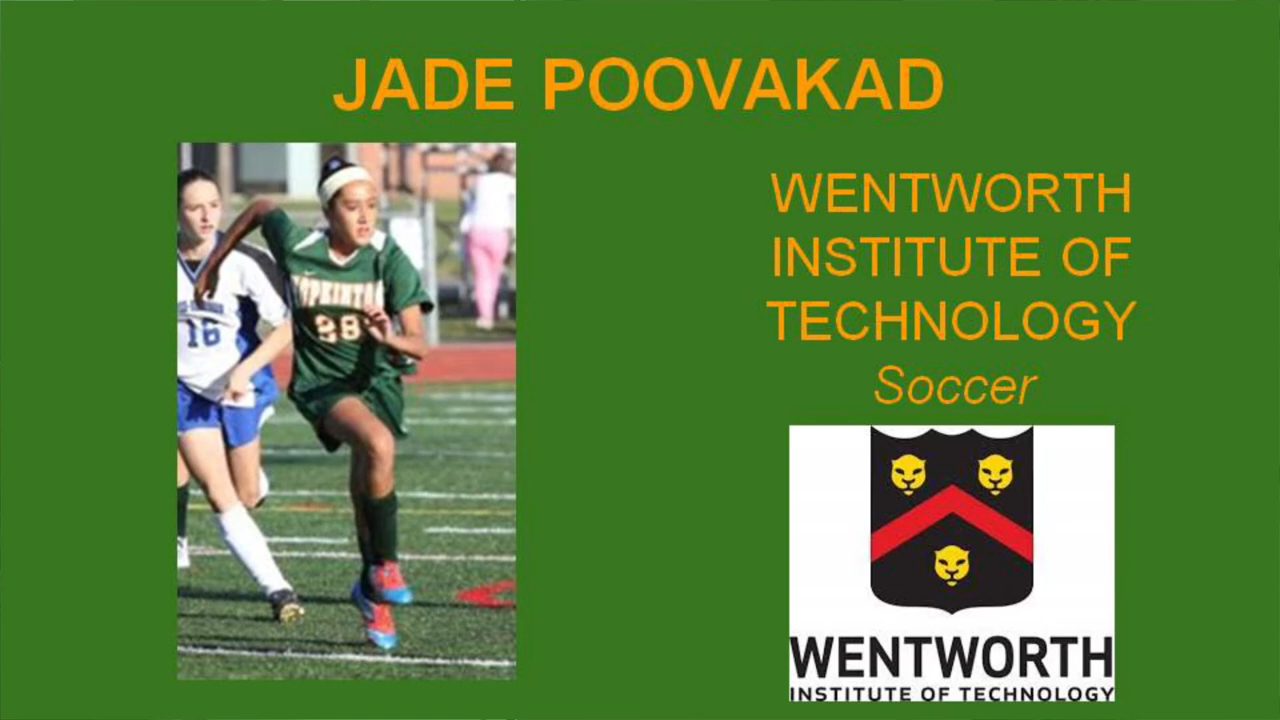 JADE POOVAKAD
WENTWORTH
INSTITUTE OF
TECHNOLOGY
Soccer
16
28
WENTWORTH
INSTITUTE OF TECHNOLOGY